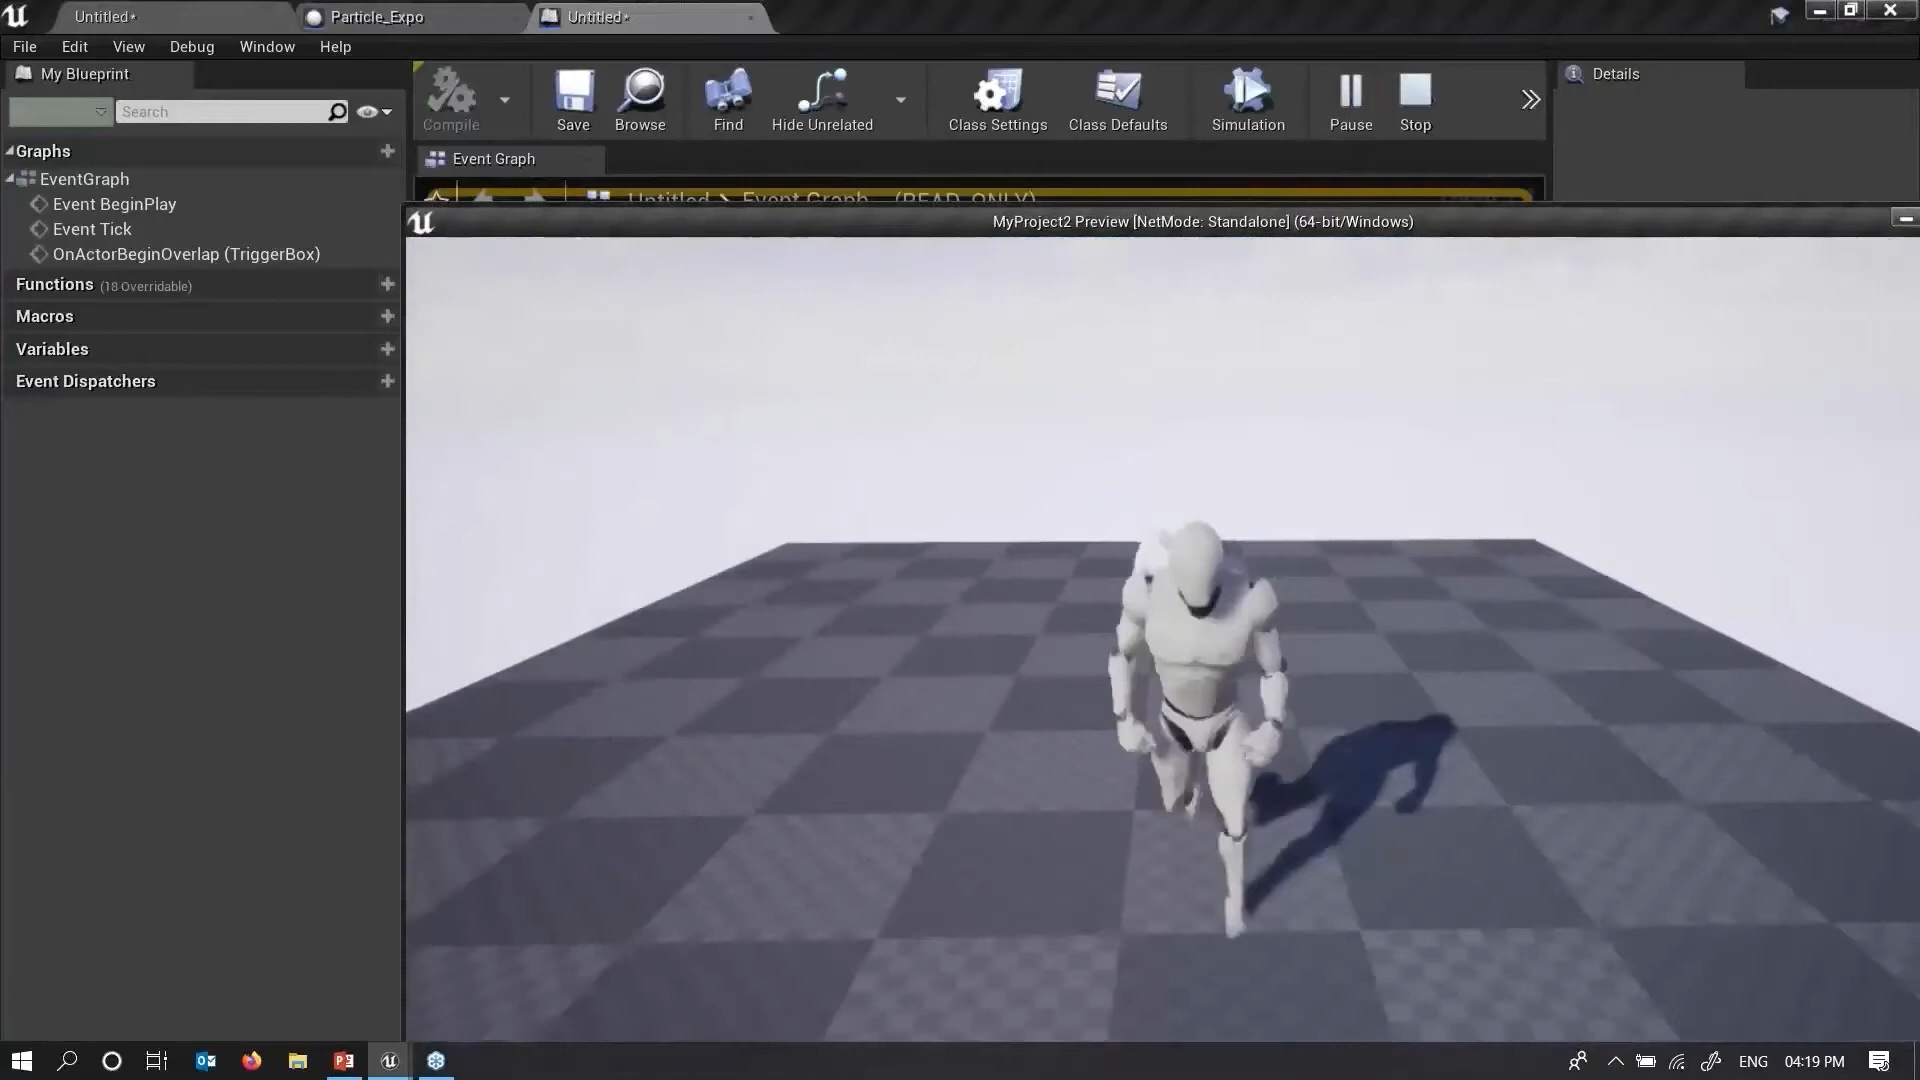 Untitled*
Particle_Expo
Untitled*
File Edit View Debug Window Help
My Blueprint
Details
Search
Compile
Save
Browse
Find
Hide Unrelated
Class Settings
Class Defaults
Simulation
Pause
Stop
Graphs
Event Graph
EventGraph
Event BeginPlay
Untitled > Event Graph (READ_ONLY)
Event Tick
MyProject2 Preview [NetMode: Standalone] (64-bit/Windows)
OnActorBeginOverlap (TriggerBox)
Functions (18 Overridable)
Macros
Variables
Event Dispatchers
ENG 04:19 PM